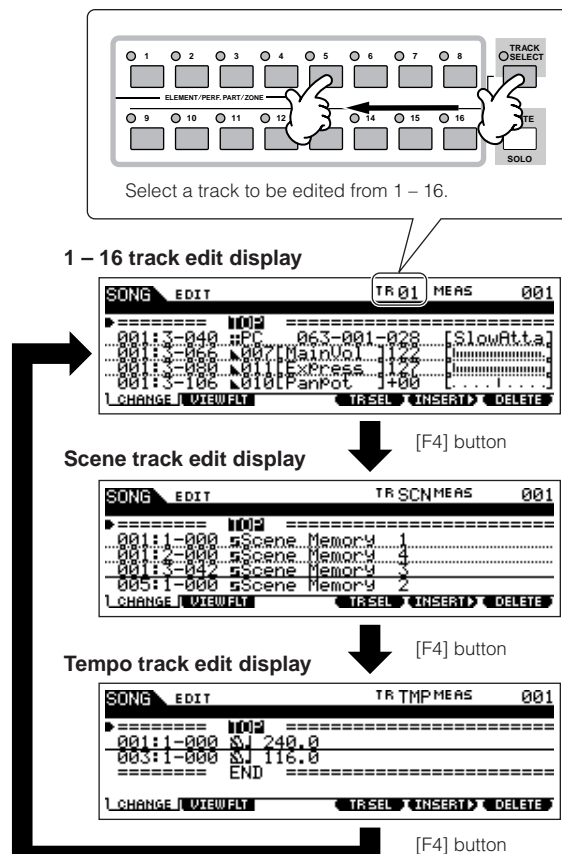 1 2 3 4 5 6 7 8 TRACK SELECT
ELEMENT/PERF. PART/ZONE
9 10 11 12 14 15 16
SOLO
Select a track to be edited from 1 – 16.
1 – 16 track edit display
SONG EDIT TR 01 MEAS 001
========= TOP ====================
001:3-040 PC 063-001-028 [SlowAtta]
001:3-066 007[MainVol ]122
001:3-080 011[Express ]127
001:3-106 010[Panpot ]+00
CHANGE VIEWFLT TRSEL INSERT DELETE
[F4] button
Scene track edit display
SONG EDIT TR SCN MEAS 001
========= TOP ====================
001:1-000 Scene Memory 1
001:2-000 Scene Memory 4
001:3-042 Scene Memory 3
005:1-000 Scene Memory 2
CHANGE VIEWFLT TRSEL INSERT DELETE
[F4] button
Tempo track edit display
SONG EDIT TR TMP MEAS 001
========= TOP ====================
001:1-000 240.0
003:1-000 116.0
========= END ====================
CHANGE VIEWFLT TRSEL INSERT DELETE
[F4] button